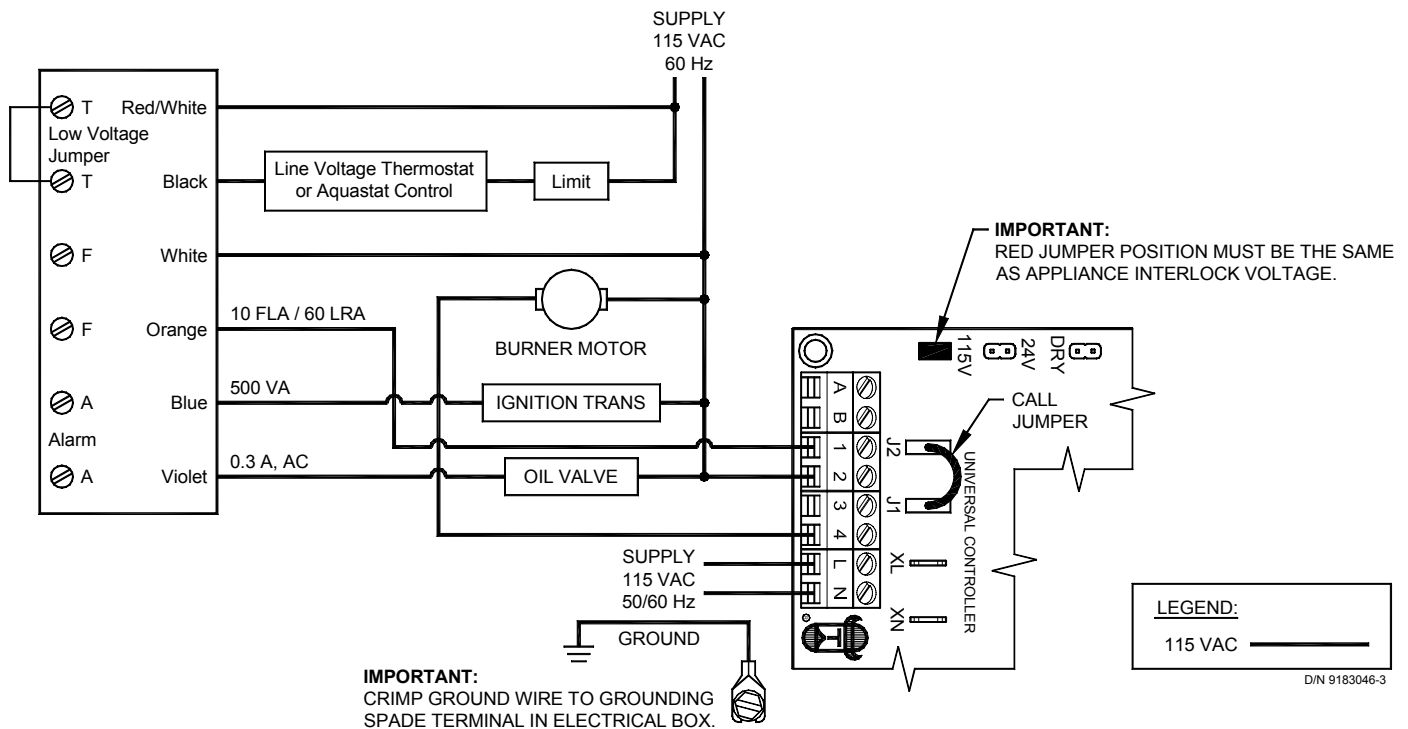 SUPPLY
115 VAC
60 Hz
T Red/White
Low Voltage
Jumper
T Black
Line Voltage Thermostat
or Aquastat Control
Limit
F White
F Orange
10 FLA / 60 LRA
BURNER MOTOR
A Blue
500 VA
IGNITION TRANS
Alarm
A Violet
0.3 A, AC
OIL VALVE
IMPORTANT:
RED JUMPER POSITION MUST BE THE SAME
AS APPLIANCE INTERLOCK VOLTAGE.
115V
24V
DRY
CALL
JUMPER
A
B
1
2
3
4
L
N
J2
J1
XL
XN
UNIVERSAL CONTROLLER
T
SUPPLY
115 VAC
50/60 Hz
GROUND
IMPORTANT:
CRIMP GROUND WIRE TO GROUNDING
SPADE TERMINAL IN ELECTRICAL BOX.
LEGEND:
115 VAC
D/N 9183046-3